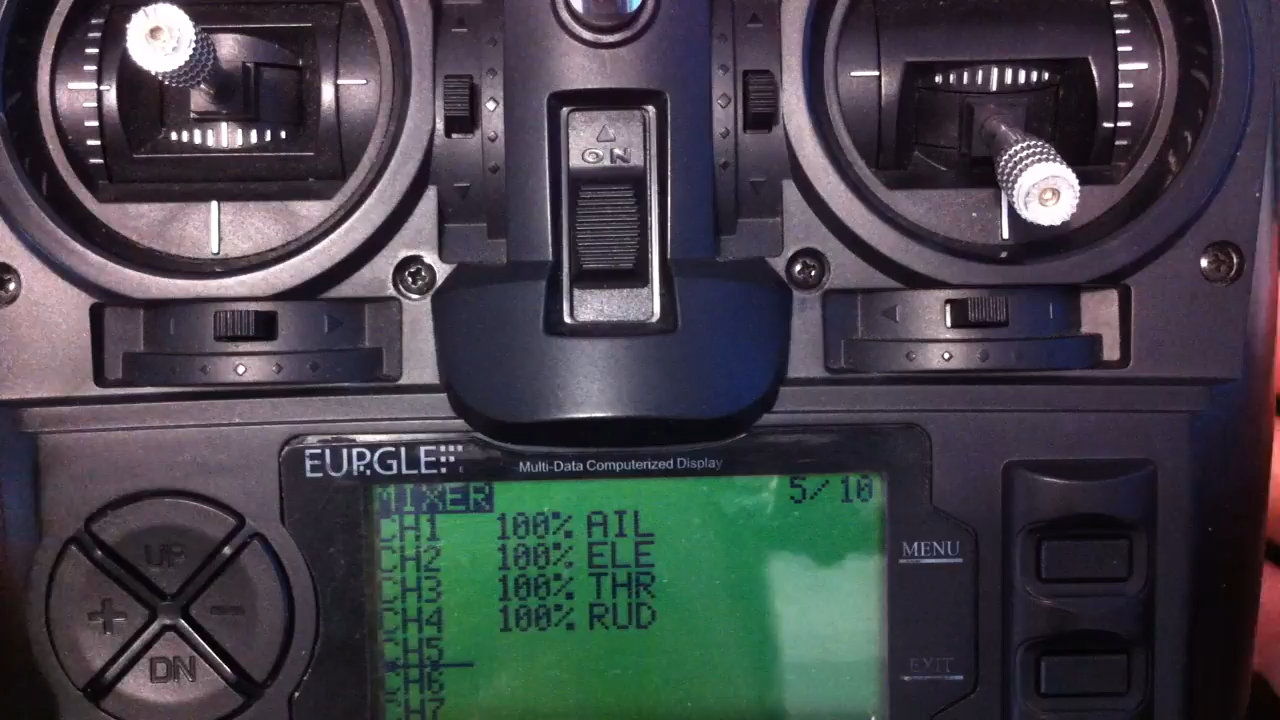 ON
EURGLE
Multi-Data Computerized Display
MIXER 5/10
CH1 100% AIL
CH2 100% ELE
CH3 100% THR
CH4 100% RUD
CH5
CH6
CH7
UP
+ -
DN
MENU
EXIT